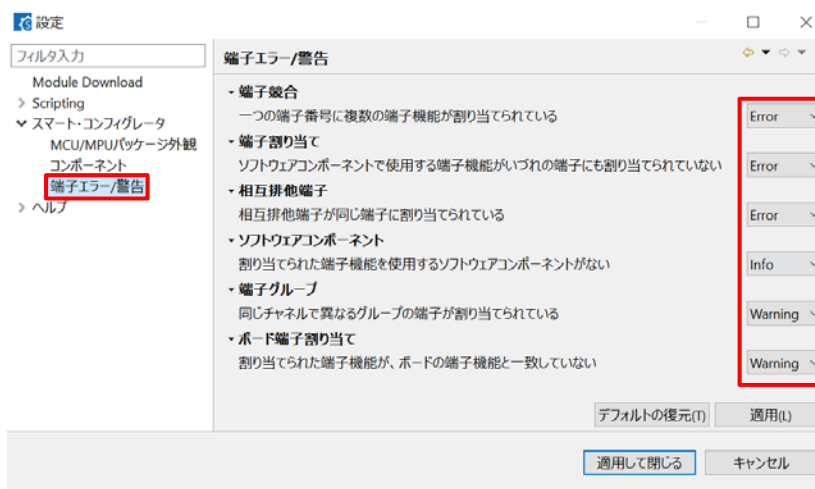 設定
フィルタ入力
Module Download
Scripting
スマート・コンフィグレータ
MCU/MPUパッケージ外観
コンポーネント
端子エラー/警告
ヘルプ
端子エラー/警告
端子競合
一つの端子番号に複数の端子機能が割り当てられている Error
端子割り当て
ソフトウェアコンポーネントで使用する端子機能がいづれの端子にも割り当てられていない Error
相互排他端子
相互排他端子が同じ端子に割り当てられている Error
ソフトウェアコンポーネント
割り当てられた端子機能を使用するソフトウェアコンポーネントがない Info
端子グループ
同じチャネルで異なるグループの端子が割り当てられている Warning
ボード端子割り当て
割り当てられた端子機能が、ボードの端子機能と一致していない Warning
デフォルトの復元(T) 適用(L)
適用して閉じる キャンセル